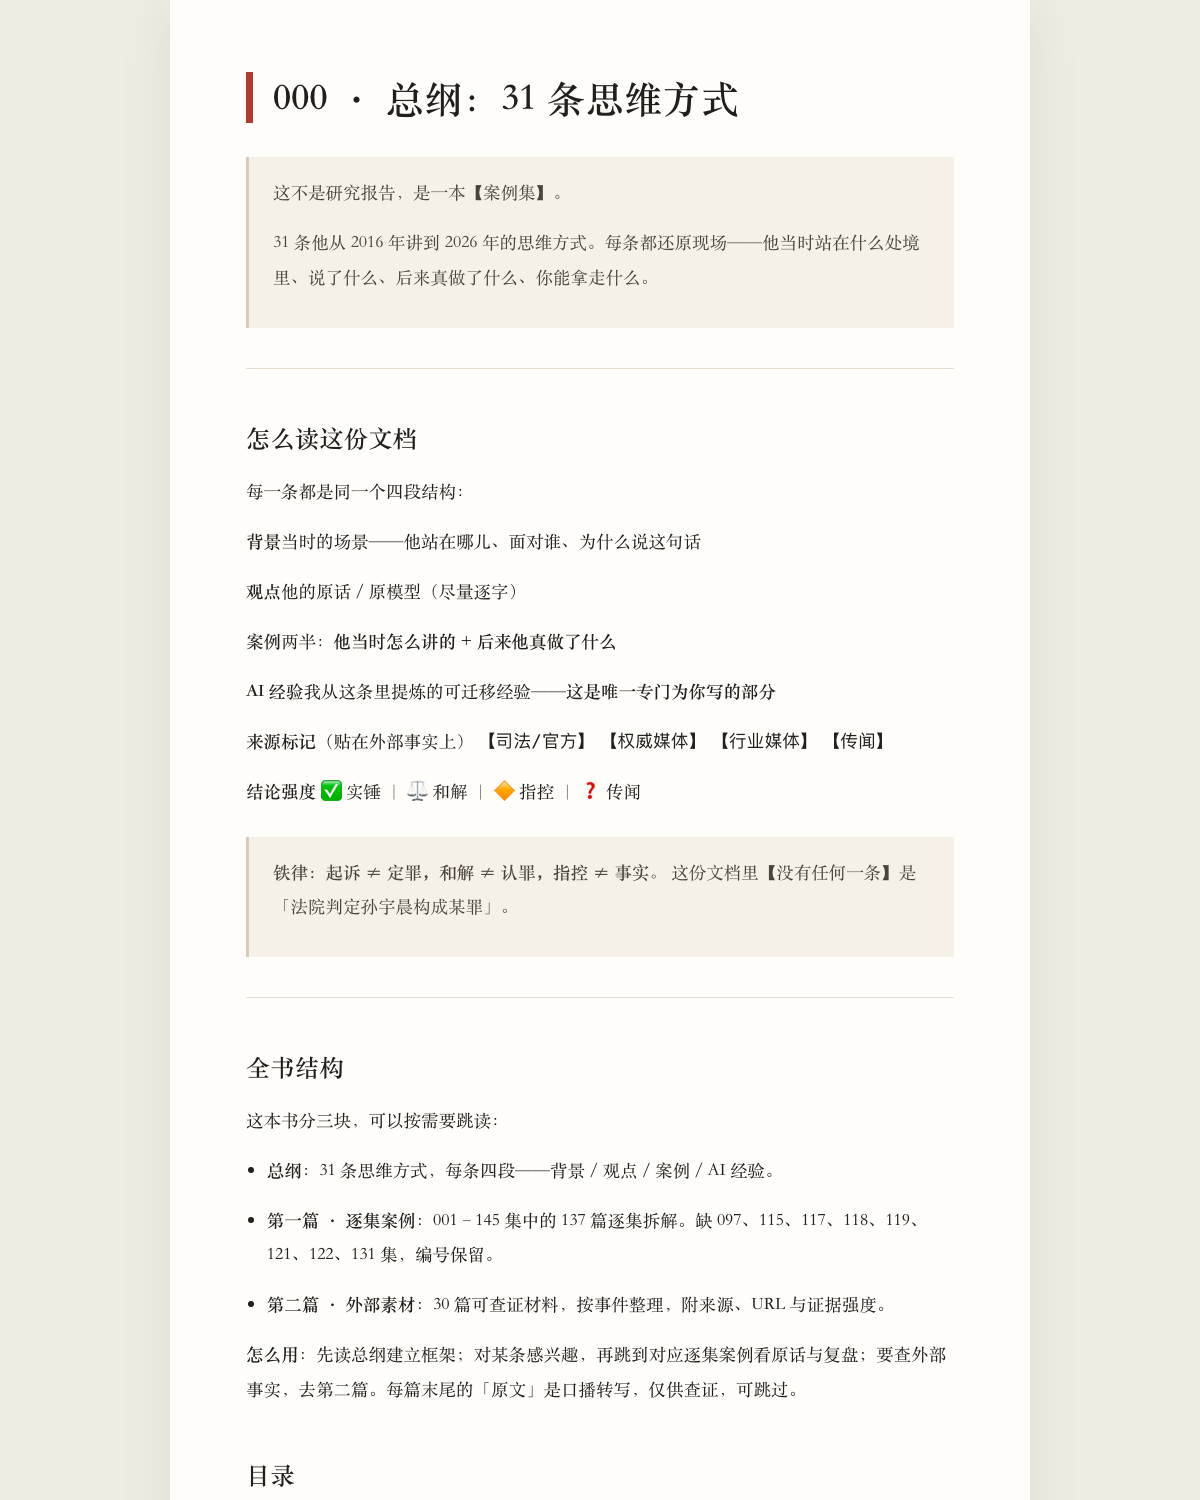 000 · 总纲：31 条思维方式
这不是研究报告，是一本【案例集】。
31 条他从 2016 年讲到 2026 年的思维方式。每条都还原现场——他当时站在什么处境
里、说了什么、后来真做了什么、你能拿走什么。
怎么读这份文档
每一条都是同一个四段结构：
背景当时的场景——他站在哪儿、面对谁、为什么说这句话
观点他的原话 / 原模型（尽量逐字）
案例两半：他当时怎么讲的 + 后来他真做了什么
AI 经验我从这条里提炼的可迁移经验——这是唯一专门为你写的部分
来源标记（贴在外部事实上） 【司法/官方】 【权威媒体】 【行业媒体】 【传闻】
结论强度 ✅ 实锤 ｜ ⚖️ 和解 ｜ 🔶 指控 ｜ ❓ 传闻
铁律：起诉 ≠ 定罪，和解 ≠ 认罪，指控 ≠ 事实。 这份文档里【没有任何一条】是
「法院判定孙宇晨构成某罪」。
全书结构
这本书分三块，可以按需要跳读：
• 总纲：31 条思维方式，每条四段——背景 / 观点 / 案例 / AI 经验。
• 第一篇 · 逐集案例：001 – 145 集中的 137 篇逐集拆解。缺 097、115、117、118、119、
121、122、131 集，编号保留。
• 第二篇 · 外部素材：30 篇可查证材料，按事件整理，附来源、URL 与证据强度。
怎么用：先读总纲建立框架；对某条感兴趣，再跳到对应逐集案例看原话与复盘；要查外部
事实，去第二篇。每篇末尾的「原文」是口播转写，仅供查证，可跳过。
目录